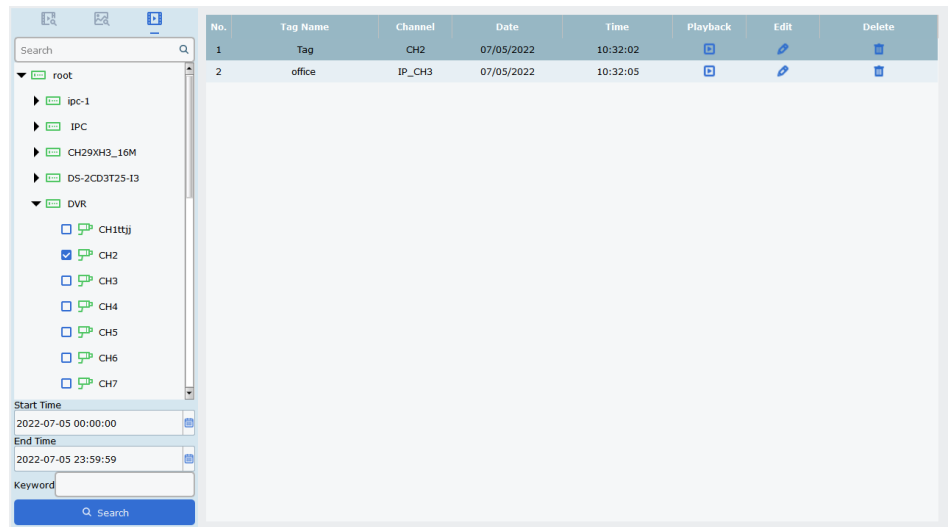 Search
root
ipc-1
IPC
CH29XH3_16M
DS-2CD3T25-I3
DVR
CH1ttjj
CH2
CH3
CH4
CH5
CH6
CH7
Start Time
2022-07-05 00:00:00
End Time
2022-07-05 23:59:59
Keyword
Search
No. Tag Name Channel Date Time Playback Edit Delete
1 Tag CH2 07/05/2022 10:32:02
2 office IP_CH3 07/05/2022 10:32:05